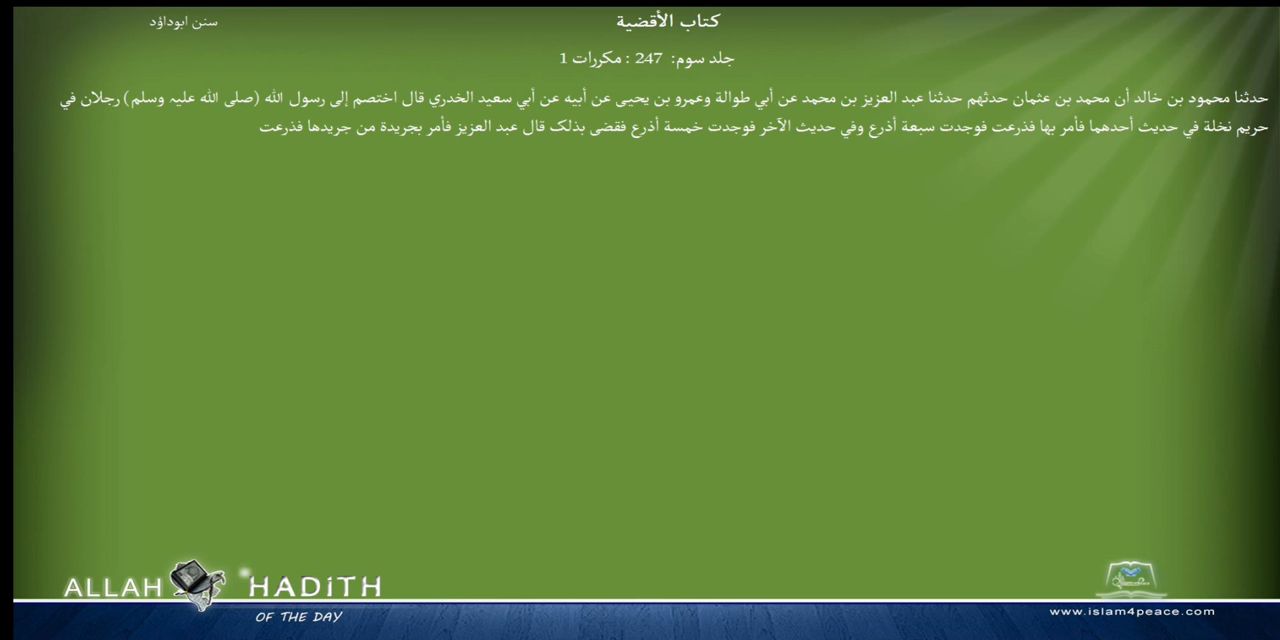 كتاب الأقضية
سنن ابوداؤد
جلد سوم: 247 : مکررات 1
حدثنا محمود بن خالد أن محمد بن عثمان حدثهم حدثنا عبد العزيز بن محمد عن أبي طوالة وعمرو بن يحيى عن أبيه عن أبي سعيد الخدري قال اختصم إلى رسول الله (صلی الله علیہ وسلم) رجلان في
حريم نخلة في حديث أحدهما فأمر بها فذرعت فوجدت سبعة أذرع وفي حديث الآخر فوجدت خمسة أذرع فقضى بذلک قال عبد العزيز فأمر بجريدة من جريدها فذرعت
ALLAH HADiTH
OF THE DAY
www.islam4peace.com